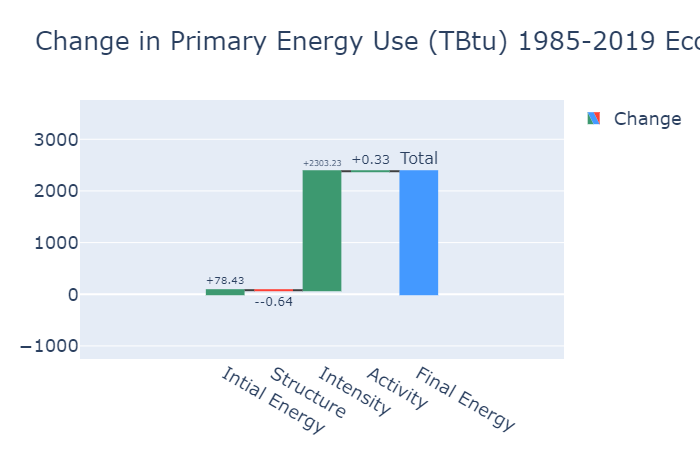 Change in Primary Energy Use (TBtu) 1985-2019 Eco
Change
3000
2000
1000
0
−1000
+78.43
--0.64
+2303.23
+0.33
Total
Intial Energy
Structure
Intensity
Activity
Final Energy